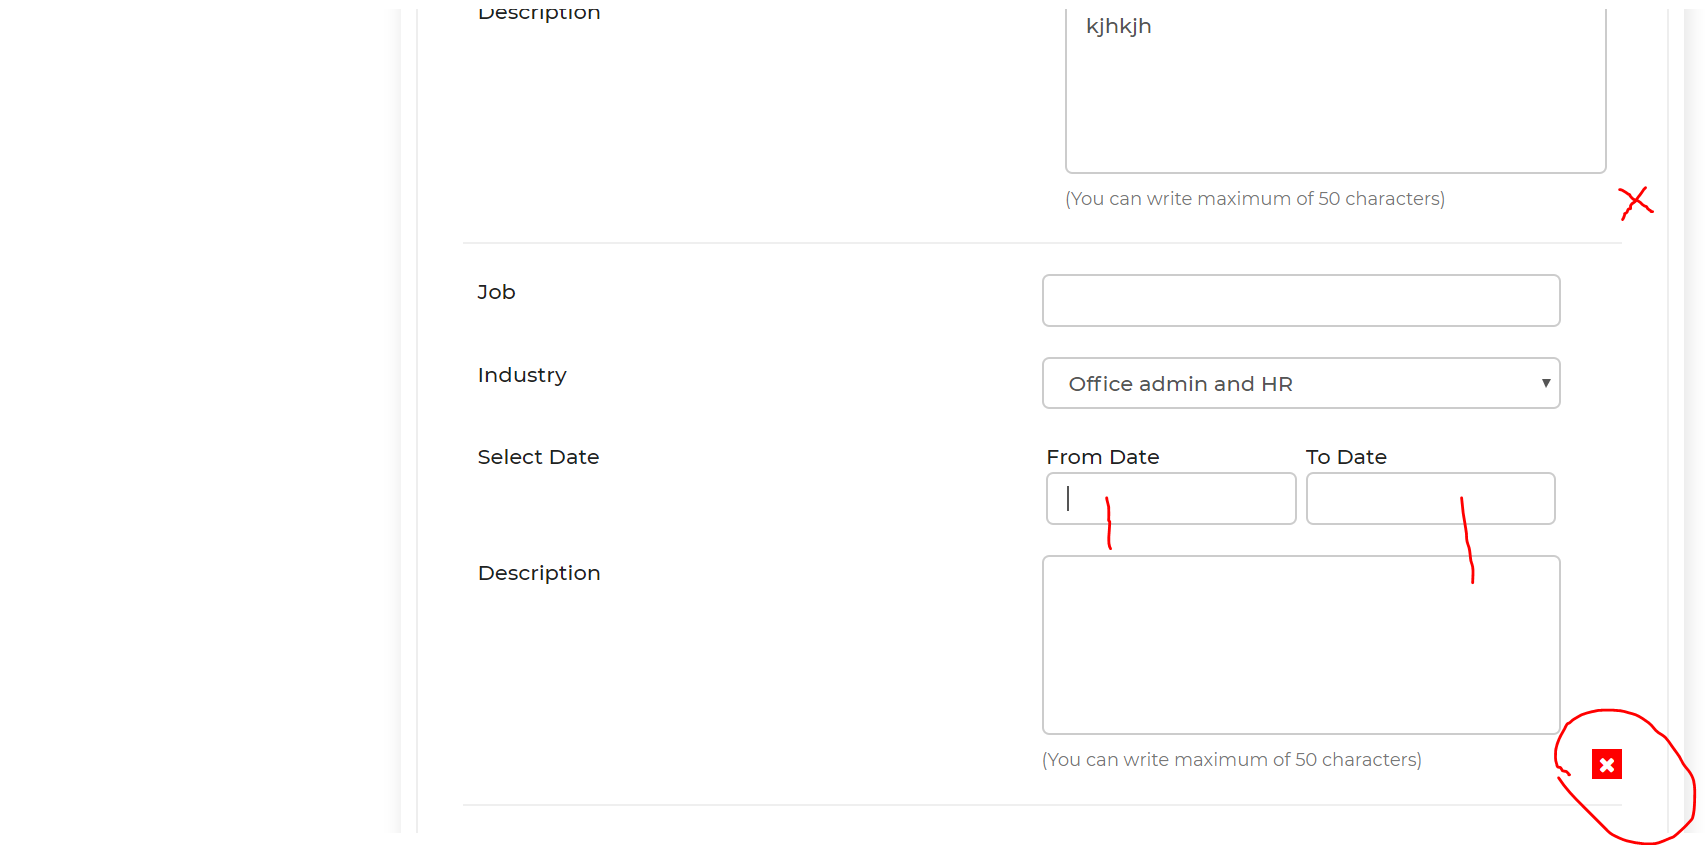 Description
kjhkjh
(You can write maximum of 50 characters)
Job
Industry
Office admin and HR
Select Date
From Date
To Date
Description
(You can write maximum of 50 characters)